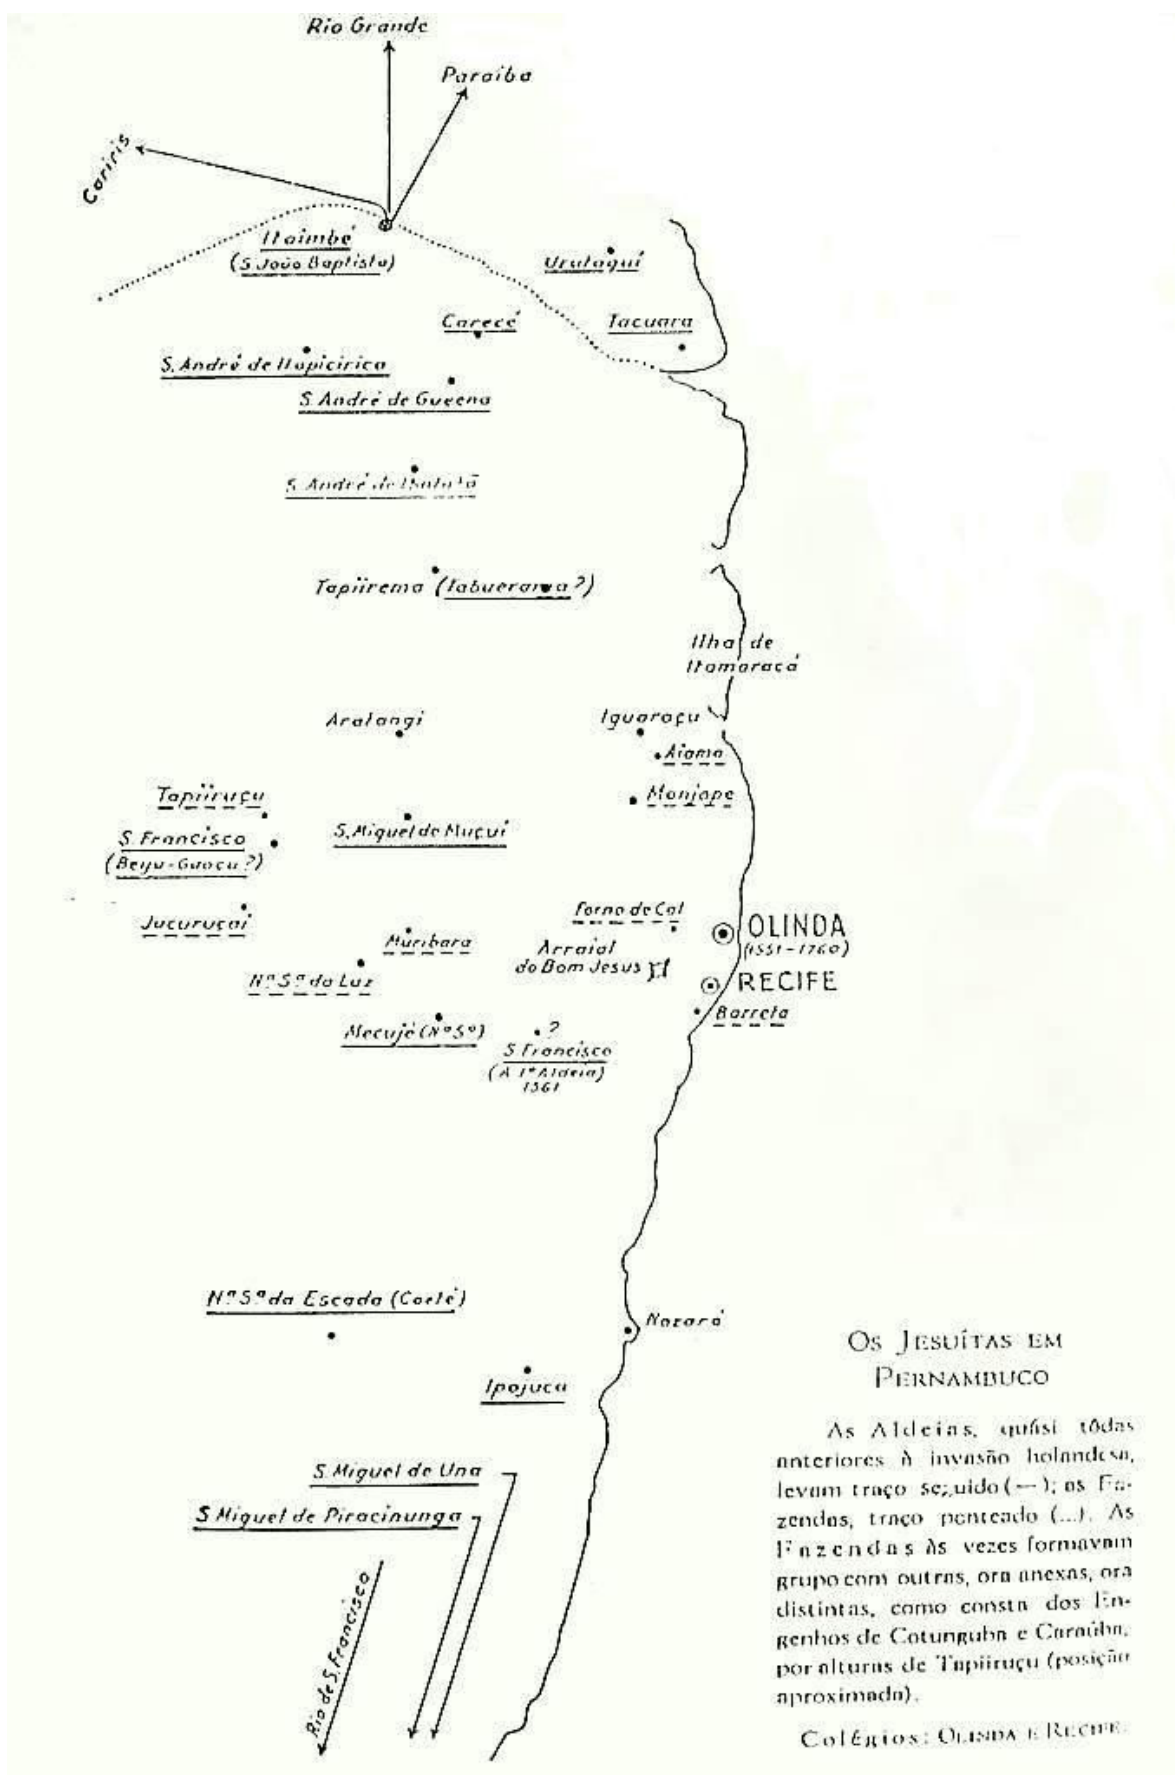 Rio Grande
Paraíba
Cariris
Itaimbé
(S. João Baptista)
Urutaguí
Carecé
Tacuara
S. André de Itapicirica
S. André de Gueena
S. André de
Tapiirema (Itabuerama?)
Ilha de
Itamaracá
Aratangi
Iguaraçu
Aiama
Monjope
Tapiiruçu
S. Francisco
(Beyu-Guaçu?)
S. Miguel de Muçuí
Jucuruçaí
Forno de Cal
OLINDA
(1551-1760)
Muribara
Arraial
do Bom Jesus
Nª Sª da Luz
RECIFE
Barreta
Mecujé (Nª Sª)
?
S. Francisco
(A 1ª Aldeia)
1561
Nª Sª da Escada (Caeté)
Nazaré
Ipojuca
S. Miguel de Una
S Miguel de Piracinunga
Rio de S. Francisco
OS JESUÍTAS EM
PERNAMBUCO
As Aldeias, quási tôdas
anteriores à invasão holandesa,
levam traço seguido (—); as Fa-
zendas, traço ponteado (...). As
Fazendas às vezes formavam
grupo com outras, ora anexas, ora
distintas, como consta dos En-
genhos de Cotunguba e Caraúba,
por alturas de Tapiiruçu (posição
aproximada).
Colégios: OLINDA E RECIFE.